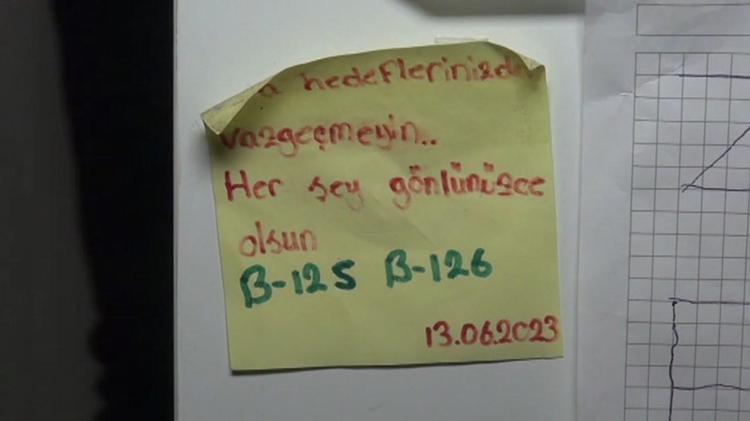 hedeflerinizden
vazgeçmeyin..
Her şey gönlünüzce
olsun
B-125 B-126
13.06.2023